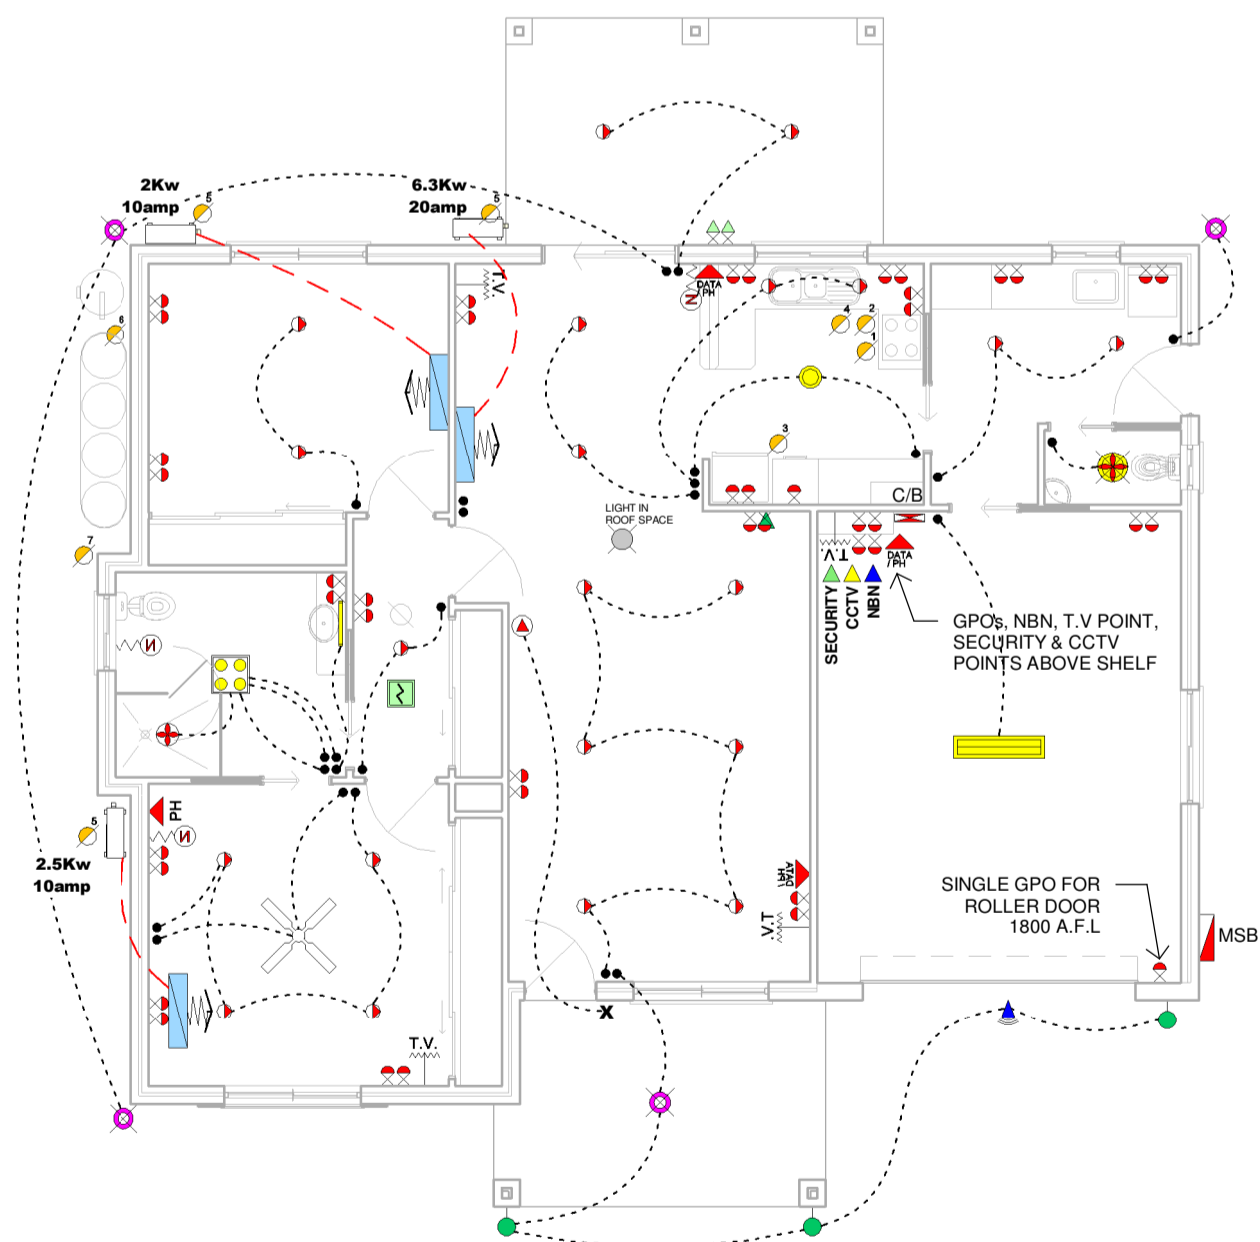 2Kw
10amp
5
6.3Kw
20amp
5
T.V.
N
DATA
/PH
4
2
1
6
3
C/B
LIGHT IN
ROOF SPACE
7
T.V.
DATA
/PH
SECURITY
CCTV
NBN
GPOs, NBN, T.V POINT,
SECURITY & CCTV
POINTS ABOVE SHELF
N
PH
N
5
2.5Kw
10amp
DATA
/PH
T.V.
SINGLE GPO FOR
ROLLER DOOR
1800 A.F.L
MSB
X
T.V.